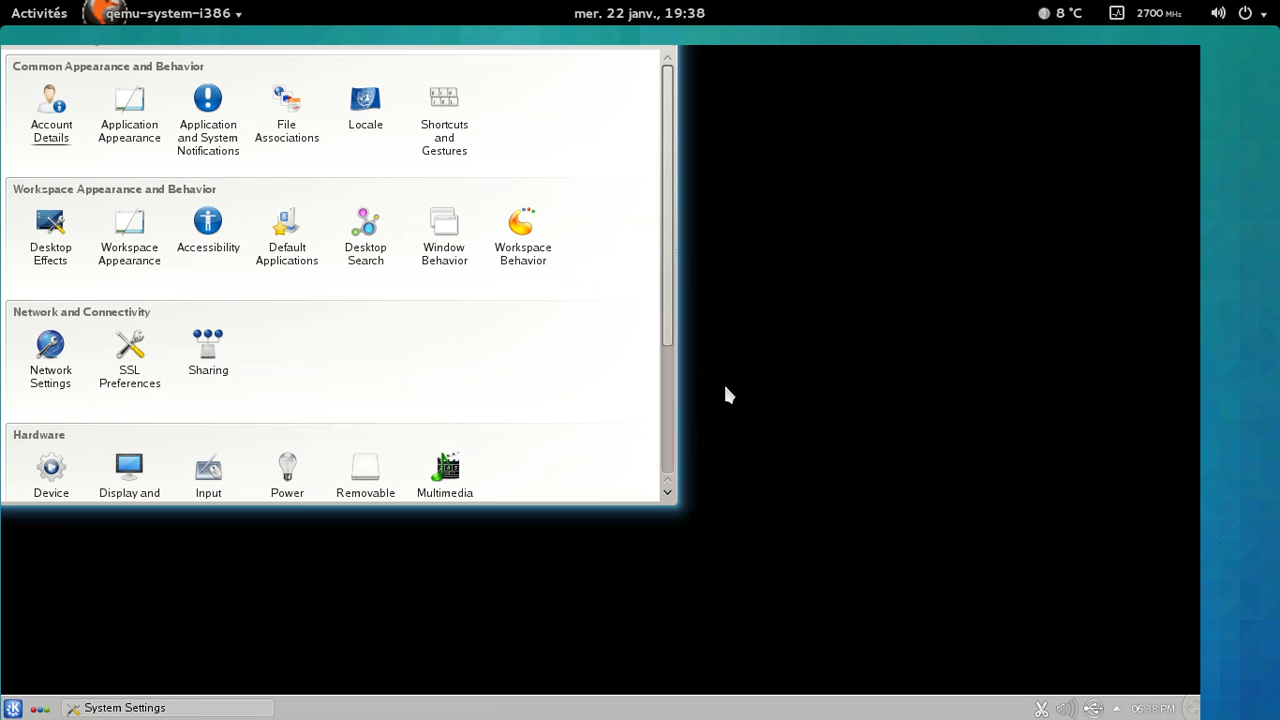 Activités
qemu-system-i386
mer. 22 janv., 19:38
8 °C
2700 MHz
Common Appearance and Behavior
Account
Details
Application
Appearance
Application
and System
Notifications
File
Associations
Locale
Shortcuts
and
Gestures
Workspace Appearance and Behavior
Desktop
Effects
Workspace
Appearance
Accessibility
Default
Applications
Desktop
Search
Window
Behavior
Workspace
Behavior
Network and Connectivity
Network
Settings
SSL
Preferences
Sharing
Hardware
Device
Display and
Input
Power
Removable
Multimedia
System Settings
06:38 PM